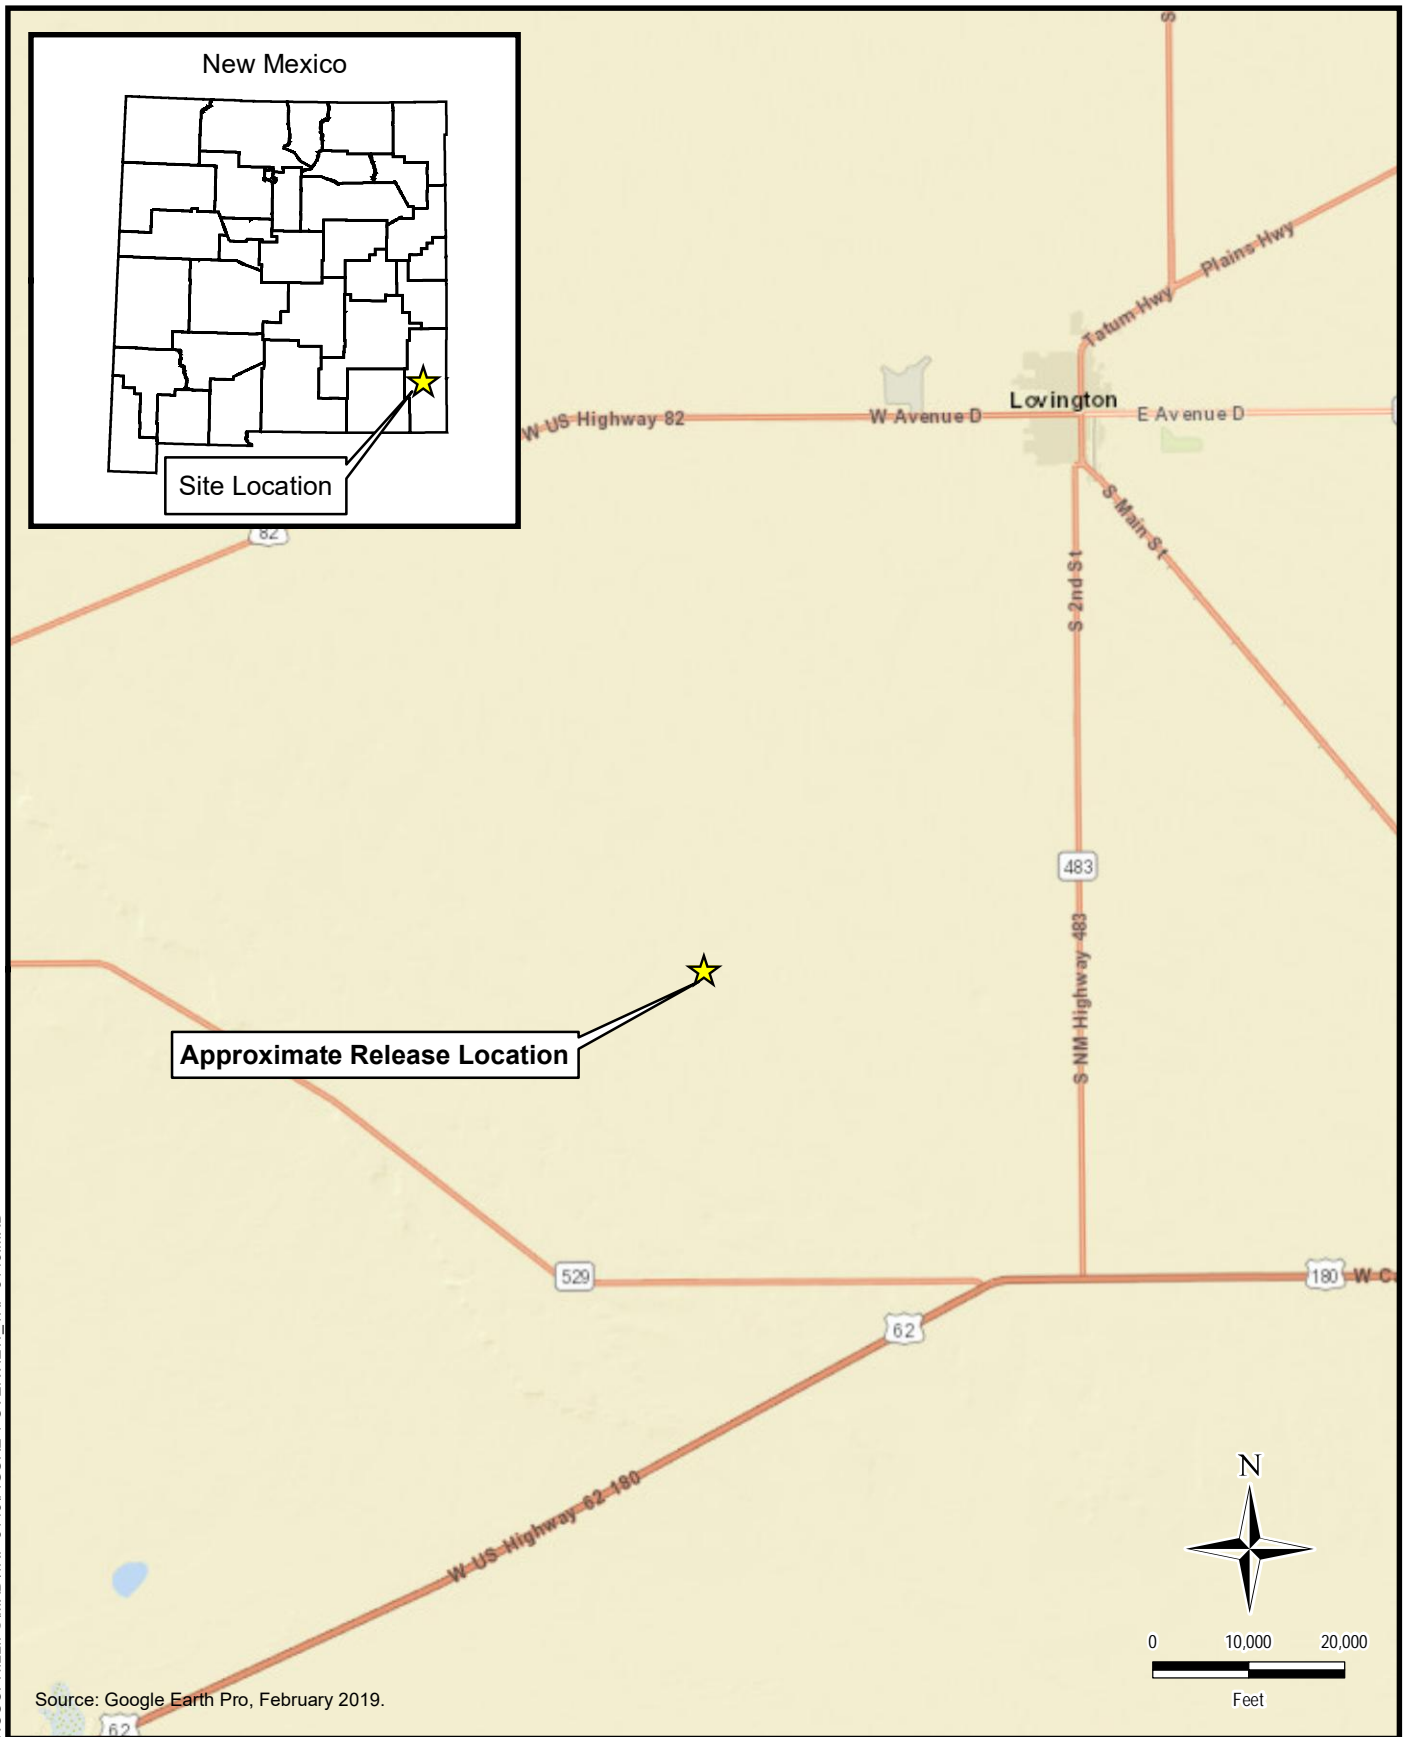 New Mexico
Site Location
S
Plains Hwy
Tatum Hwy
Lovington
W US Highway 82
W Avenue D
E Avenue D
82
S Main St
S 2nd St
483
S NM Highway 483
Approximate Release Location
529
180
W C
62
W US Highway 62 180
N
0 10,000 20,000
Feet
Source: Google Earth Pro, February 2019.
62